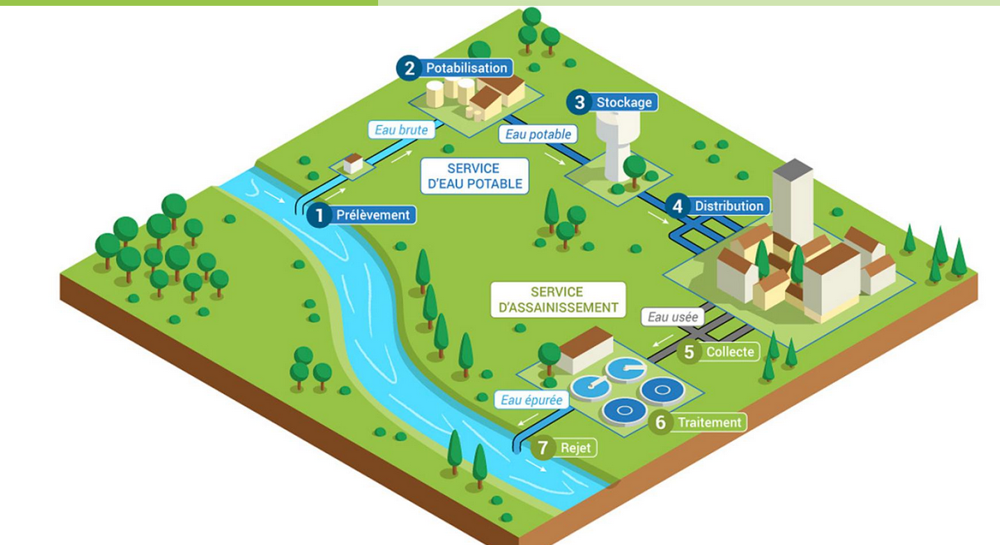 2 Potabilisation
3 Stockage
Eau brute
Eau potable
SERVICE
D'EAU POTABLE
1 Prélèvement
4 Distribution
SERVICE
D'ASSAINISSEMENT
Eau usée
5 Collecte
Eau épurée
6 Traitement
7 Rejet